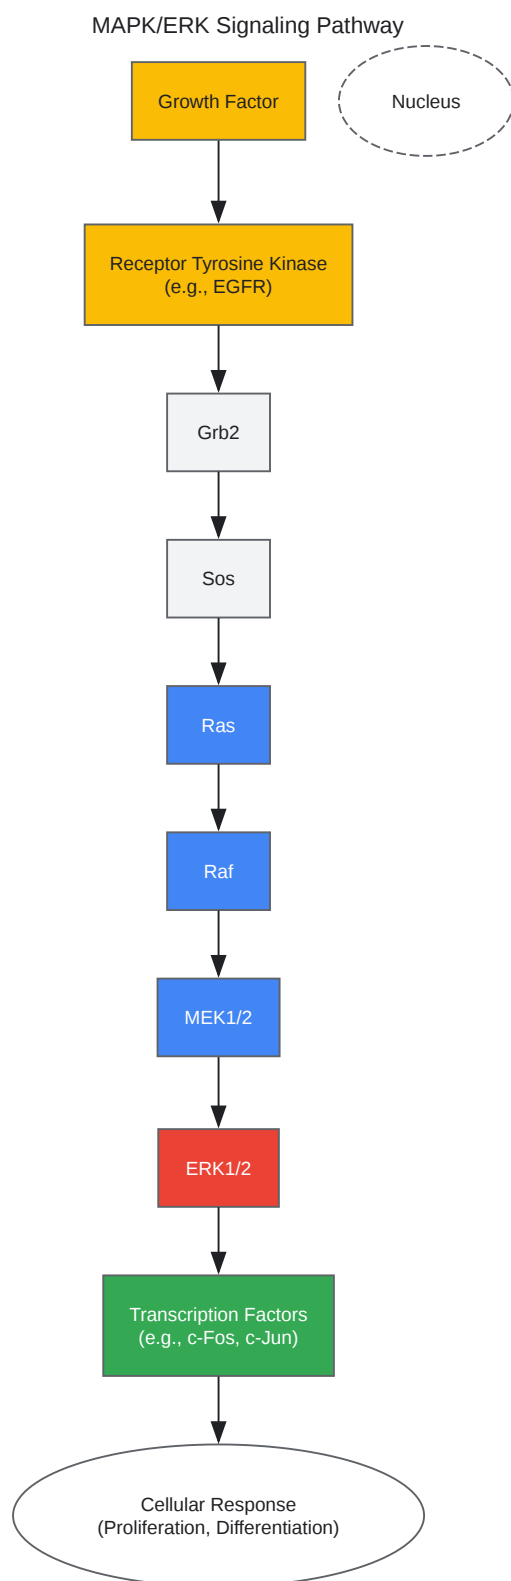 MAPK/ERK Signaling Pathway
Growth Factor
Nucleus
Receptor Tyrosine Kinase
(e.g., EGFR)
Grb2
Sos
Ras
Raf
MEK1/2
ERK1/2
Transcription Factors
(e.g., c-Fos, c-Jun)
Cellular Response
(Proliferation, Differentiation)